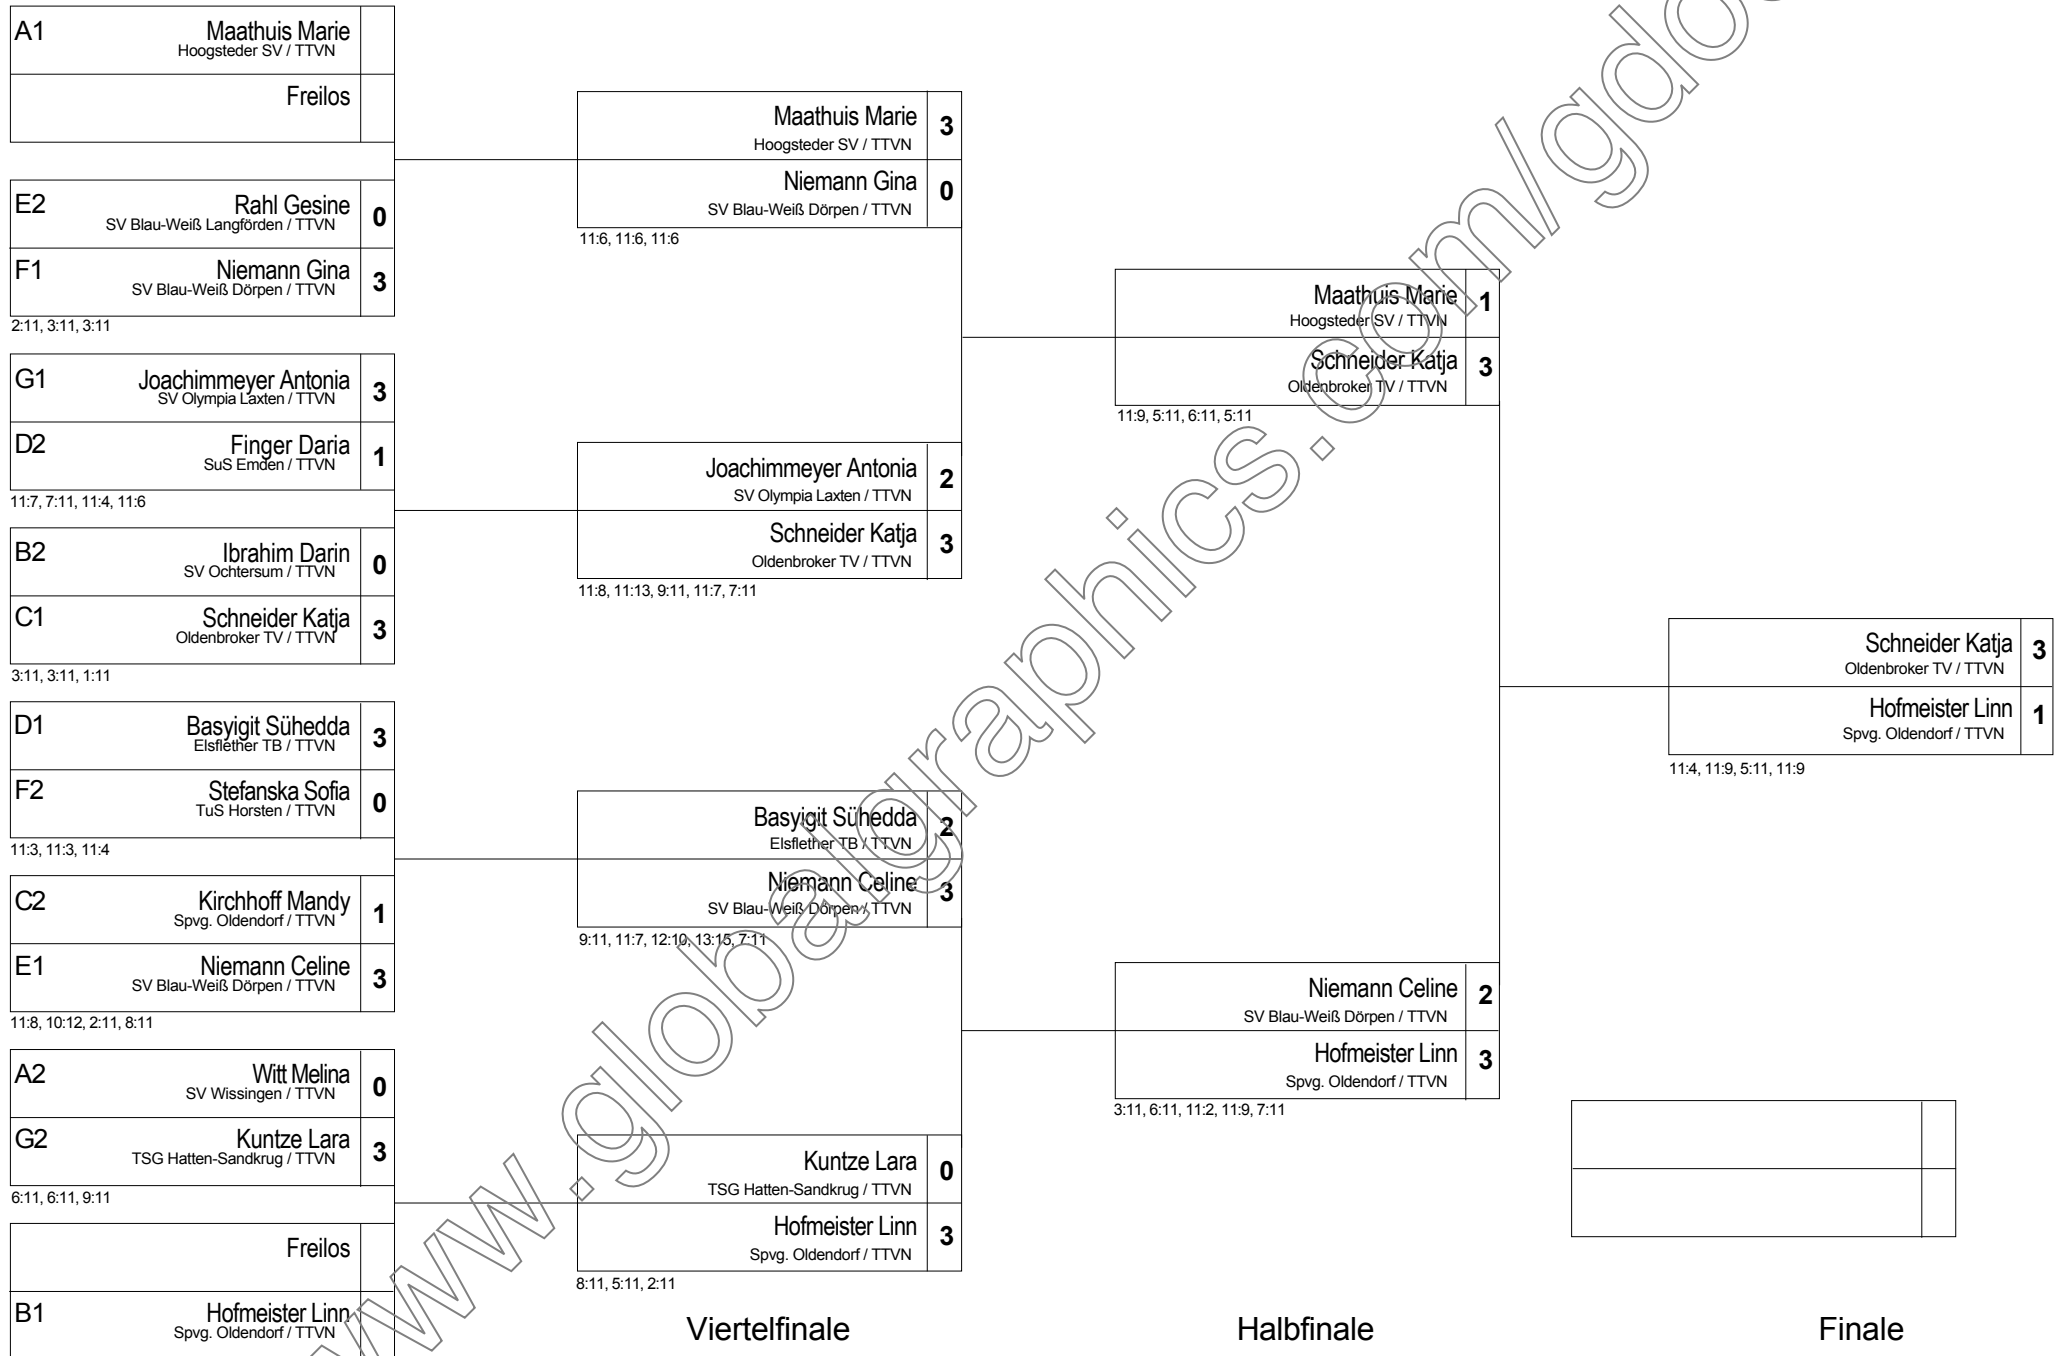 A1 Maathuis Marie
Hoogsteder SV / TTVN
Freilos
E2 Rahl Gesine 0
SV Blau-Weiß Langförden / TTVN
F1 Niemann Gina 3
SV Blau-Weiß Dörpen / TTVN
2:11, 3:11, 3:11
G1 Joachimmeyer Antonia 3
SV Olympia Laxten / TTVN
D2 Finger Daria 1
SuS Emden / TTVN
11:7, 7:11, 11:4, 11:6
B2 Ibrahim Darin 0
SV Ochtersum / TTVN
C1 Schneider Katja 3
Oldenbroker TV / TTVN
3:11, 3:11, 1:11
D1 Basyigit Sühedda 3
Elsflether TB / TTVN
F2 Stefanska Sofia 0
TuS Horsten / TTVN
11:3, 11:3, 11:4
C2 Kirchhoff Mandy 1
Spvg. Oldendorf / TTVN
E1 Niemann Celine 3
SV Blau-Weiß Dörpen / TTVN
11:8, 10:12, 2:11, 8:11
A2 Witt Melina 0
SV Wissingen / TTVN
G2 Kuntze Lara 3
TSG Hatten-Sandkrug / TTVN
6:11, 6:11, 9:11
Freilos
B1 Hofmeister Linn
Spvg. Oldendorf / TTVN
Maathuis Marie 3
Hoogsteder SV / TTVN
Niemann Gina 0
SV Blau-Weiß Dörpen / TTVN
11:6, 11:6, 11:6
Joachimmeyer Antonia 2
SV Olympia Laxten / TTVN
Schneider Katja 3
Oldenbroker TV / TTVN
11:8, 11:13, 9:11, 11:7, 7:11
Basyigit Sühedda 2
Elsflether TB / TTVN
Niemann Celine 3
SV Blau-Weiß Dörpen / TTVN
9:11, 11:7, 12:10, 13:15, 7:11
Kuntze Lara 0
TSG Hatten-Sandkrug / TTVN
Hofmeister Linn 3
Spvg. Oldendorf / TTVN
8:11, 5:11, 2:11
Viertelfinale
Maathuis Marie 1
Hoogsteder SV / TTVN
Schneider Katja 3
Oldenbroker TV / TTVN
11:9, 5:11, 6:11, 5:11
Niemann Celine 2
SV Blau-Weiß Dörpen / TTVN
Hofmeister Linn 3
Spvg. Oldendorf / TTVN
3:11, 6:11, 11:2, 11:9, 7:11
Halbfinale
Schneider Katja 3
Oldenbroker TV / TTVN
Hofmeister Linn 1
Spvg. Oldendorf / TTVN
11:4, 11:9, 5:11, 11:9
Finale
www.globalgraphics.com/gdo